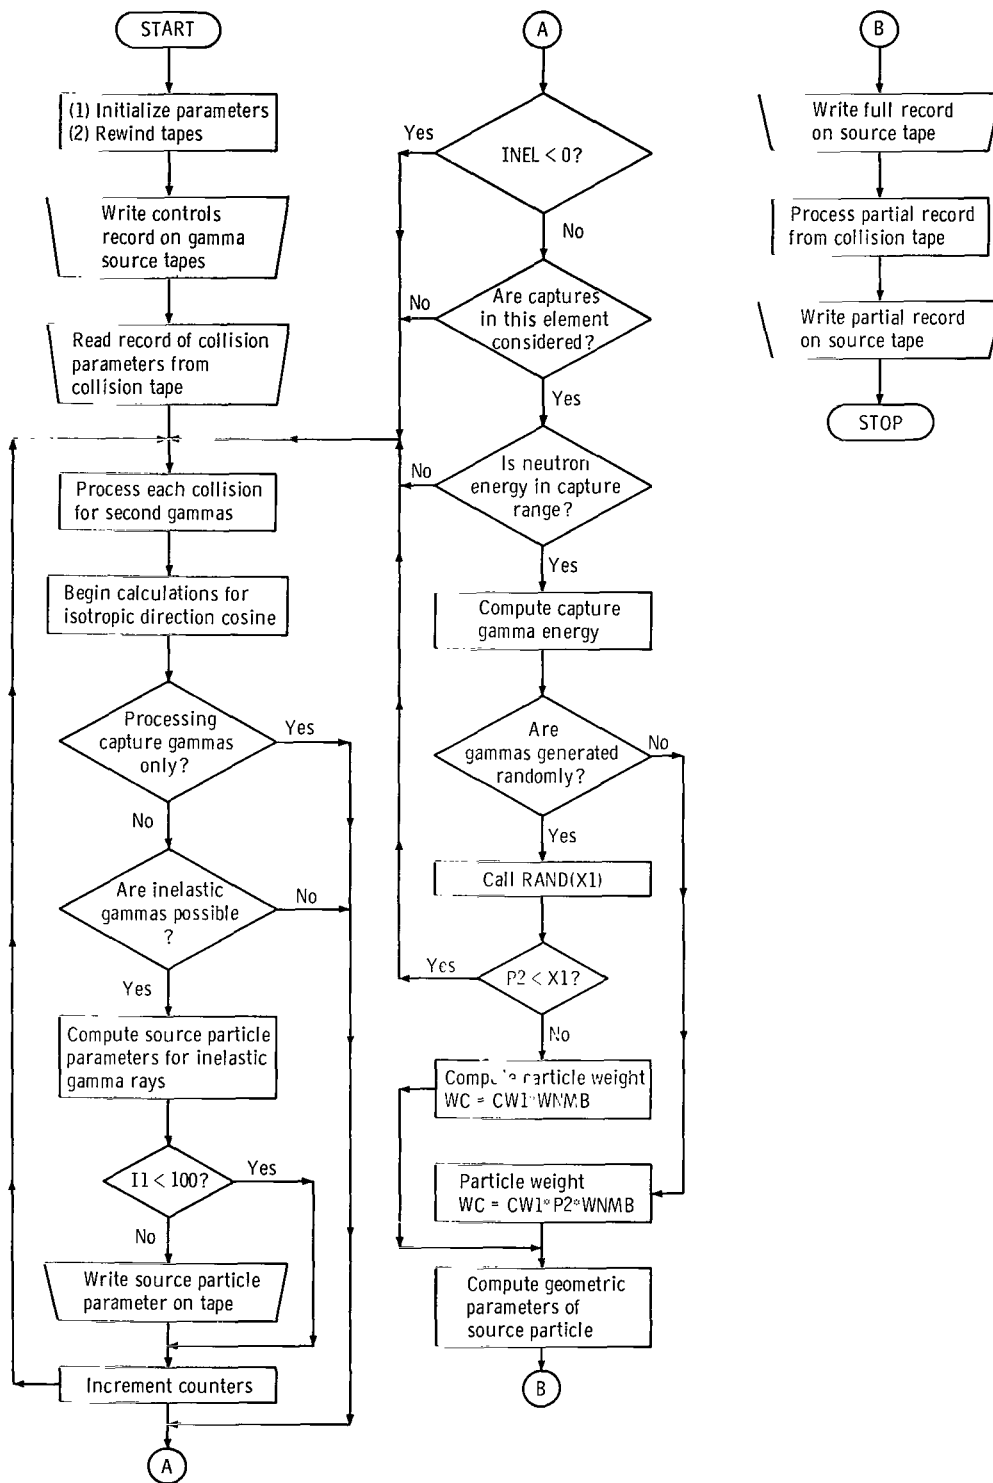 START
(1) Initialize parameters
(2) Rewind tapes
Write controls
record on gamma
source tapes
Read record of collision
parameters from
collision tape
Process each collision
for second gammas
Begin calculations for
isotropic direction cosine
Processing
capture gammas
only?
Yes
No
Are inelastic
gammas possible
?
No
Yes
Compute source particle
parameters for inelastic
gamma rays
I1 < 100?
Yes
No
Write source particle
parameter on tape
Increment counters
A
A
INEL < 0?
Yes
No
Are captures
in this element
considered?
No
Yes
Is neutron
energy in capture
range?
No
Yes
Compute capture
gamma energy
Are
gammas generated
randomly?
No
Yes
Call RAND(X1)
P2 < X1?
Yes
No
Compute particle weight
WC = CW1*WNMB
Particle weight
WC = CW1*P2*WNMB
Compute geometric
parameters of
source particle
B
B
Write full record
on source tape
Process partial record
from collision tape
Write partial record
on source tape
STOP